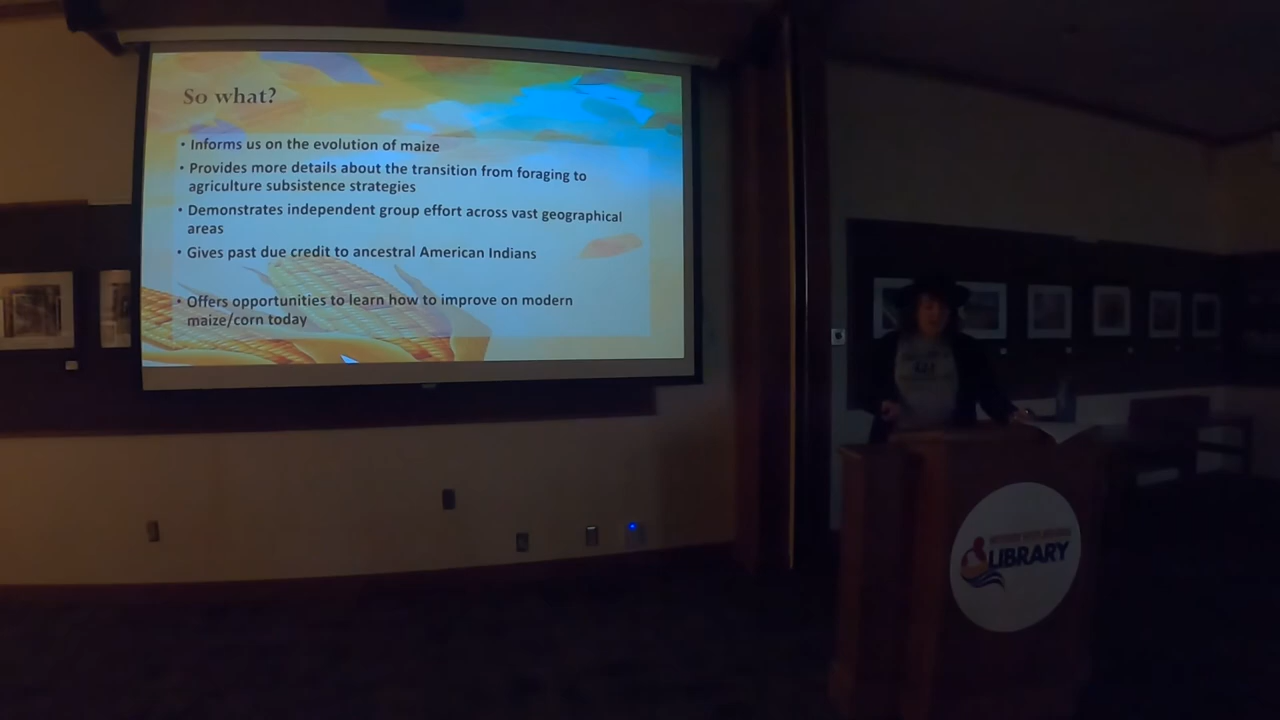 So what?
• Informs us on the evolution of maize
• Provides more details about the transition from foraging to
agriculture subsistence strategies
• Demonstrates independent group effort across vast geographical
areas
• Gives past due credit to ancestral American Indians
• Offers opportunities to learn how to improve on modern
maize/corn today
LIBRARY